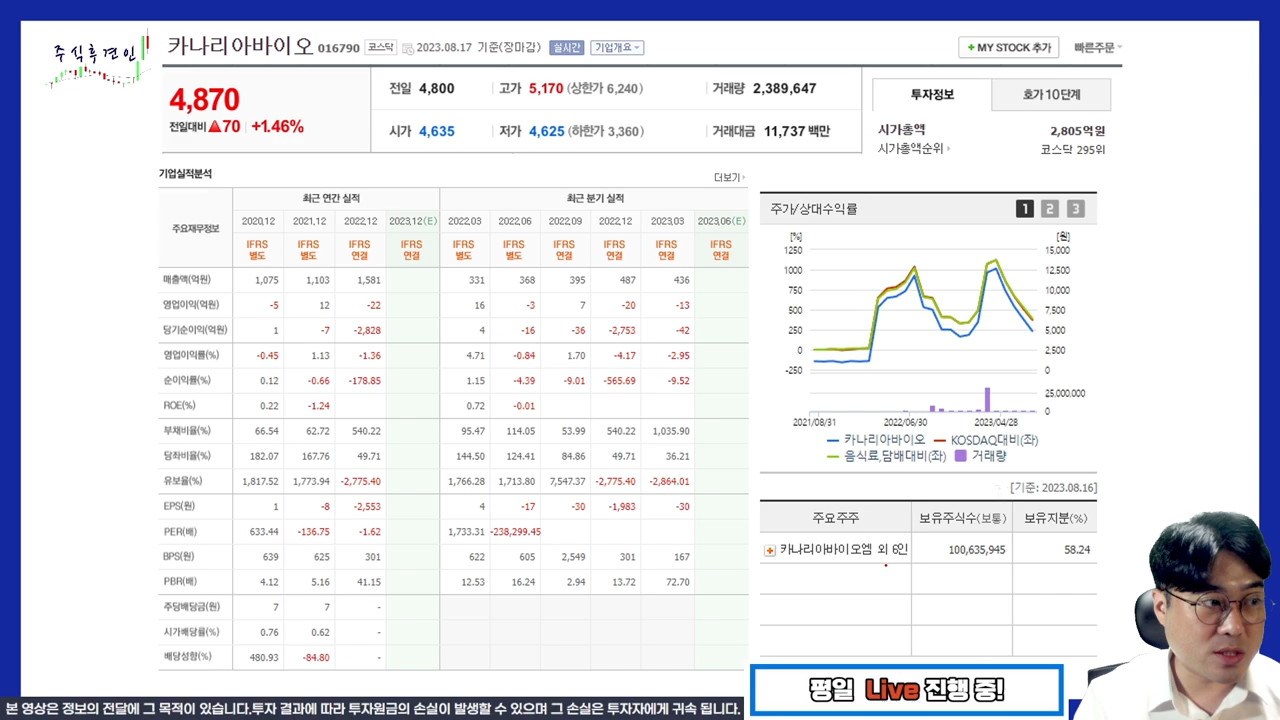 주식후견인
카나리아바이오 016790 코스닥 2023.08.17 기준(장마감) 실시간 기업개요
+ MY STOCK 추가 빠른주문
4,870
전일대비 ▲70 +1.46%
전일 4,800 고가 5,170 (상한가 6,240) 거래량 2,389,647
시가 4,635 저가 4,625 (하한가 3,360) 거래대금 11,737 백만
투자정보 호가 10단계
시가총액 2,805억원
시가총액순위 코스닥 295위
기업실적분석 더보기
주요재무정보 최근 연간 실적 최근 분기 실적
2020.12 2021.12 2022.12 2023.12(E) 2022.03 2022.06 2022.09 2022.12 2023.03 2023.06(E)
IFRS IFRS IFRS IFRS IFRS IFRS IFRS IFRS IFRS IFRS
별도 별도 연결 연결 별도 별도 연결 연결 연결 연결
매출액(억원) 1,075 1,103 1,581 331 368 395 487 436
영업이익(억원) -5 12 -22 16 -3 7 -20 -13
당기순이익(억원) 1 -7 -2,828 4 -16 -36 -2,753 -42
영업이익률(%) -0.45 1.13 -1.36 4.71 -0.84 1.70 -4.17 -2.95
순이익률(%) 0.12 -0.66 -178.85 1.15 -4.39 -9.01 -565.69 -9.52
ROE(%) 0.22 -1.24 0.72 -0.01
부채비율(%) 66.54 62.72 540.22 95.47 114.05 53.99 540.22 1,035.90
당좌비율(%) 182.07 167.76 49.71 144.50 124.41 84.86 49.71 36.21
유보율(%) 1,817.52 1,773.94 -2,775.40 1,766.28 1,713.80 7,547.37 -2,775.40 -2,864.01
EPS(원) 1 -8 -2,553 4 -17 -30 -1,983 -30
PER(배) 633.44 -136.75 -1.62 1,733.31 -238,299.45
BPS(원) 639 625 301 622 605 2,549 301 167
PBR(배) 4.12 5.16 41.15 12.53 16.24 2.94 13.72 72.70
주당배당금(원) 7 7 -
시가배당률(%) 0.76 0.62 -
배당성향(%) 480.93 -84.80 -
주가/상대수익률 1 2 3
[%] [원]
1250 15,000
1000 12,500
750 10,000
500 7,500
250 5,000
0 2,500
-250 0
25,000,000
0
2021/08/31 2022/06/30 2023/04/28
카나리아바이오 KOSDAQ대비(좌)
음식료,담배대비(좌) 거래량
[기준: 2023.08.16]
주요주주 보유주식수(보통) 보유지분(%)
카나리아바이오엠 외 6인 100,635,945 58.24
평일 Live 진행 중!
본 영상은 정보의 전달에 그 목적이 있습니다.투자 결과에 따라 투자원금의 손실이 발생할 수 있으며 그 손실은 투자자에게 귀속 됩니다.